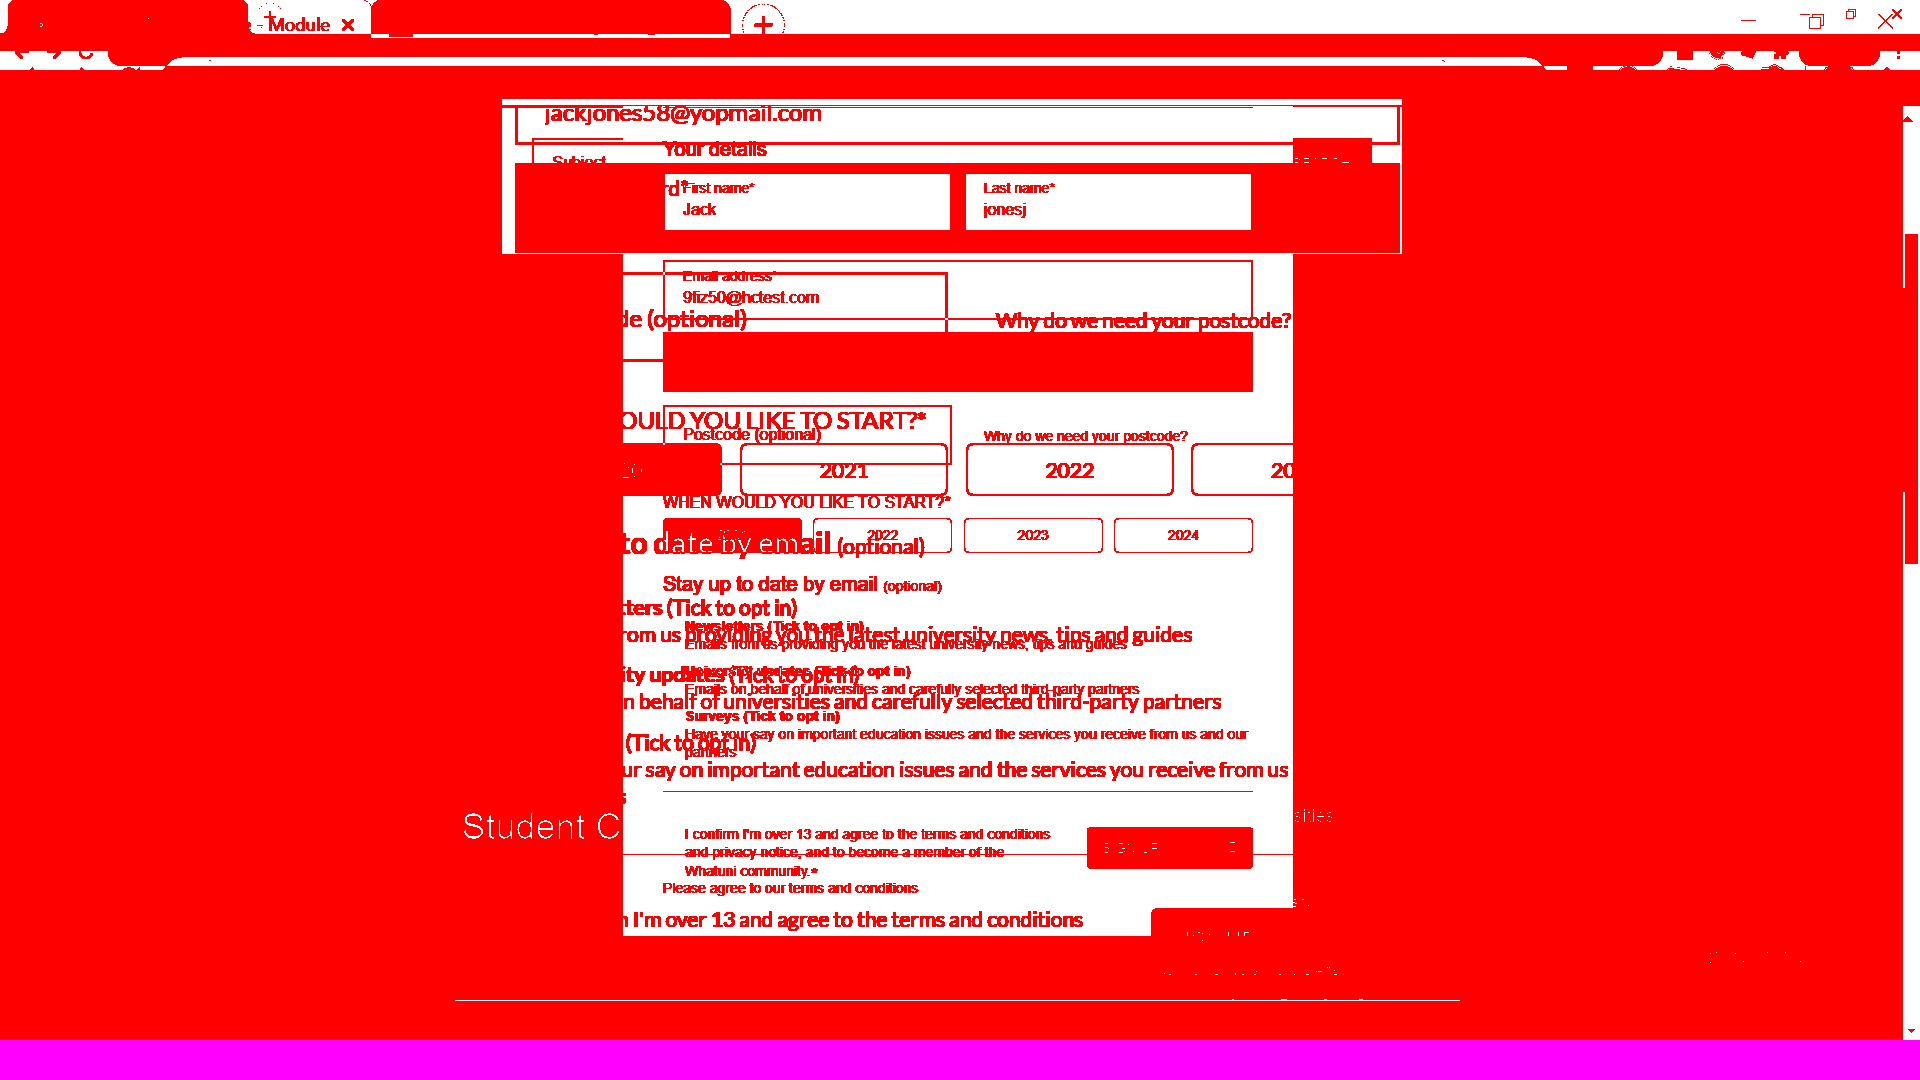 - Module
jackjones58@yopmail.com
Your details
Subject
rd*
First name*
Last name*
Jack
jonesj
Email address*
9fiz50@hctest.com
de (optional)
Why do we need your postcode?
OULD YOU LIKE TO START?*
Postcode (optional)
Why do we need your postcode?
2021
2022
20
WHEN WOULD YOU LIKE TO START?*
2022
2023
2024
to date by email (optional)
Stay up to date by email (optional)
tters (Tick to opt in)
Newsletters (Tick to opt in)
rom us providing you the latest university news, tips and guides
Emails from us providing you the latest university news, tips and guides
University updates (Tick to opt in)
ity updates (Tick to opt in)
Emails on behalf of universities and carefully selected third-party partners
n behalf of universities and carefully selected third-party partners
Surveys (Tick to opt in)
Have your say on important education issues and the services you receive from us and our
(Tick to opt in)
partners
ur say on important education issues and the services you receive from us
s
Student C
sities
I confirm I'm over 13 and agree to the terms and conditions
and privacy notice, and to become a member of the
SIGN UP
Whatuni community.*
Please agree to our terms and conditions
I'm over 13 and agree to the terms and conditions